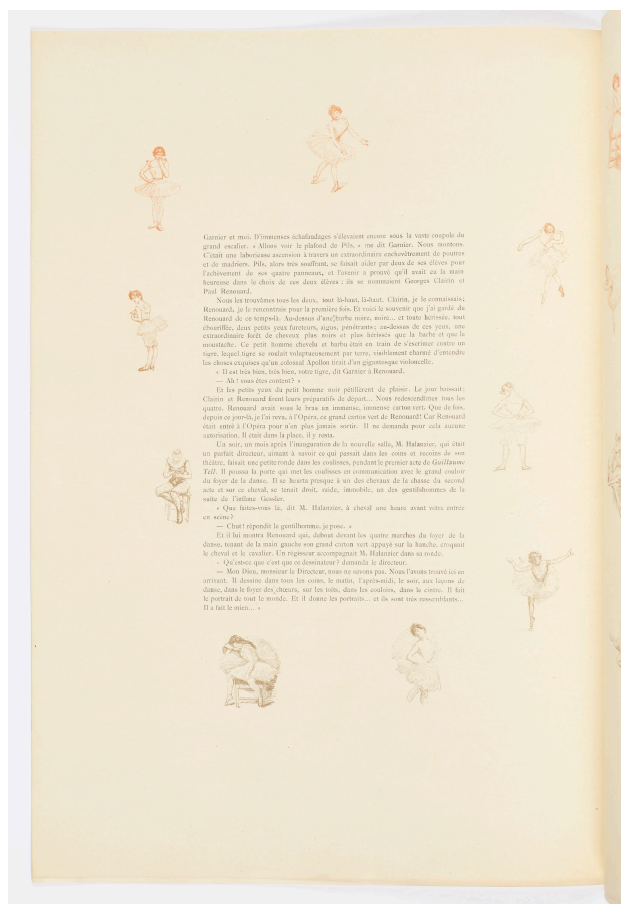 Garnier et moi. D'immenses échafaudages s'élevaient encore sous la vaste coupole du
grand escalier. « Allons voir le plafond de Pils, » me dit Garnier. Nous montons.
C'était une laborieuse ascension à travers un extraordinaire enchevêtrement de poutres
et de madriers. Pils, alors très souffrant, se faisait aider par deux de ses élèves pour
l'achèvement de ses quatre panneaux, et l'avenir a prouvé qu'il avait eu la main
heureuse dans le choix de ces deux élèves : ils se nommaient Georges Clairin et
Paul Renouard.
Nous les trouvâmes tous les deux, tout là-haut, là-haut. Clairin, je le connaissais ;
Renouard, je le rencontrais pour la première fois. Et voici le souvenir que j'ai gardé du
Renouard de ce temps-là. Au-dessus d'une barbe noire, noire... et toute hérissée, tout
ébouriffée, deux petits yeux fureteurs, aigus, pénétrants ; au-dessus de ces yeux, une
extraordinaire forêt de cheveux plus noirs et plus hérissés que la barbe et que la
moustache. Ce petit homme chevelu et barbu était en train de s'escrimer contre un
tigre, lequel tigre se roulait voluptueusement par terre, visiblement charmé d'entendre
les choses exquises qu'un colossal Apollon tirait d'un gigantesque violoncelle.
« Il est très bien, très bien, votre tigre, dit Garnier à Renouard.
— Ah ! vous êtes content ? »
Et les petits yeux du petit homme noir pétillèrent de plaisir. Le jour baissait ;
Clairin et Renouard firent leurs préparatifs de départ... Nous redescendîmes tous les
quatre. Renouard avait sous le bras un immense, immense carton vert. Que de fois,
depuis ce jour-là, je l'ai revu, à l'Opéra, ce grand carton vert de Renouard! Car Renouard
était entré à l'Opéra pour n'en plus jamais sortir. Il ne demanda pour cela aucune
autorisation. Il était dans la place, il y resta.
Un soir, un mois après l'inauguration de la nouvelle salle, M. Halanzier, qui était
un parfait directeur, aimant à savoir ce qui passait dans les coins et recoins de son
théâtre, faisait une petite ronde dans les coulisses, pendant le premier acte de Guillaume
Tell. Il poussa la porte qui met les coulisses en communication avec le grand couloir
du foyer de la danse. Il se heurta presque à un des chevaux de la chasse du second
acte et sur ce cheval, se tenait droit, raide, immobile, un des gentilshommes de la
suite de l'infâme Gessler.
« Que faites-vous là, dit M. Halanzier, à cheval une heure avant votre entrée
en scène ?
— Chut ! répondit le gentilhomme, je pose. »
Et il lui montra Renouard qui, debout devant les quatre marches du foyer de la
danse, tenant de la main gauche son grand carton vert appuyé sur la hanche, croquait
le cheval et le cavalier. Un régisseur accompagnait M. Halanzier dans sa ronde.
« Qu'est-ce que c'est que ce dessinateur ? demanda le directeur.
— Mon Dieu, monsieur le Directeur, nous ne savons pas. Nous l'avons trouvé ici en
arrivant. Il dessine dans tous les coins, le matin, l'après-midi, le soir, aux leçons de
danse, dans le foyer des chœurs, sur les toits, dans les couloirs, dans le cintre. Il fait
le portrait de tout le monde. Et il donne les portraits... et ils sont très ressemblants...
Il a fait le mien... »